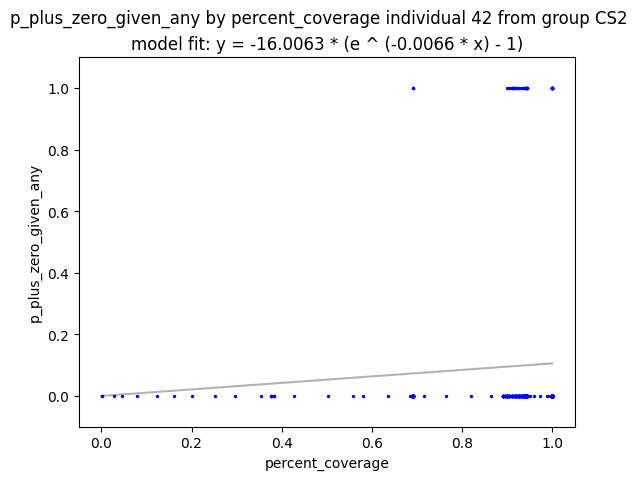 p_plus_zero_given_any by percent_coverage individual 42 from group CS2
model fit: y = -16.0063 * (e ^ (-0.0066 * x) - 1)
1.0
0.8
0.6
0.4
0.2
0.0
p_plus_zero_given_any
0.0 0.2 0.4 0.6 0.8 1.0
percent_coverage